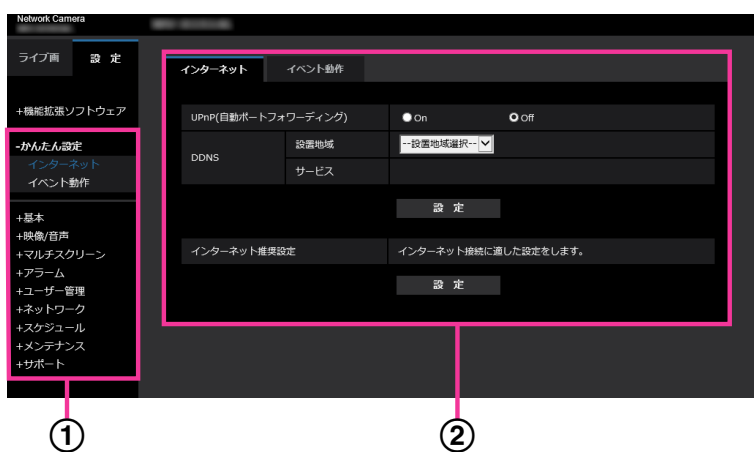 Network Camera
ライブ画 設 定
+機能拡張ソフトウェア
-かんたん設定
インターネット
イベント動作
+基本
+映像/音声
+マルチスクリーン
+アラーム
+ユーザー管理
+ネットワーク
+スケジュール
+メンテナンス
+サポート
インターネット イベント動作
UPnP(自動ポートフォワーディング) On Off
DDNS 設置地域 --設置地域選択--
サービス
設 定
インターネット推奨設定 インターネット接続に適した設定をします。
設 定
① ②